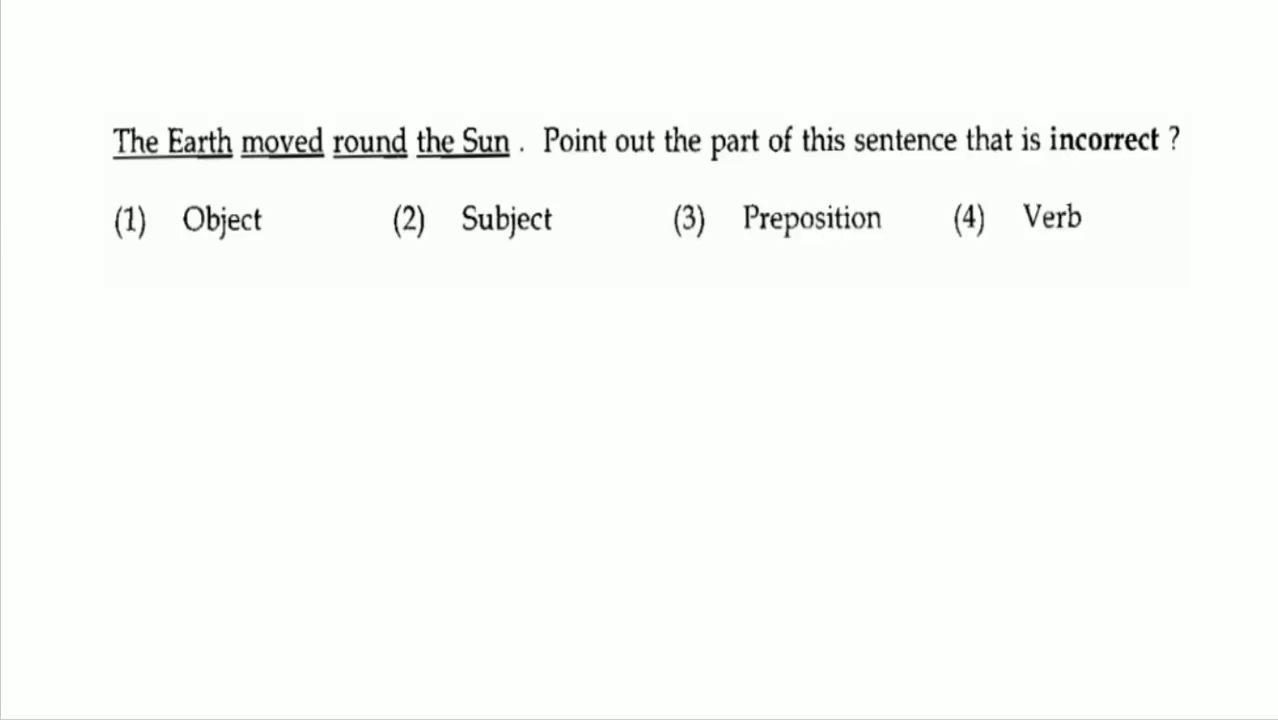 The Earth moved round the Sun . Point out the part of this sentence that is incorrect ?
(1) Object (2) Subject (3) Preposition (4) Verb